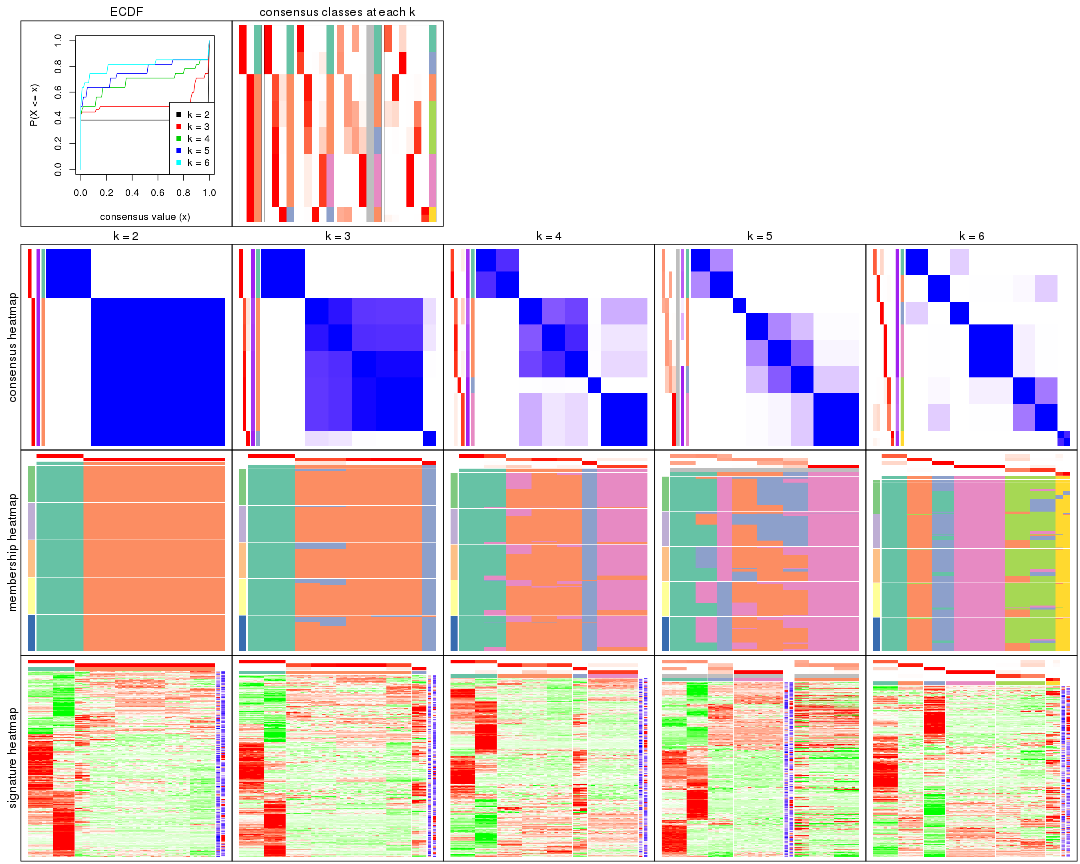 ECDF
consensus classes at each k
P(X <= x)
1.0
0.8
0.6
0.4
0.2
0.0
k = 2
k = 3
k = 4
k = 5
k = 6
0.0 0.2 0.4 0.6 0.8 1.0
consensus value (x)
k = 2
k = 3
k = 4
k = 5
k = 6
consensus heatmap
membership heatmap
signature heatmap